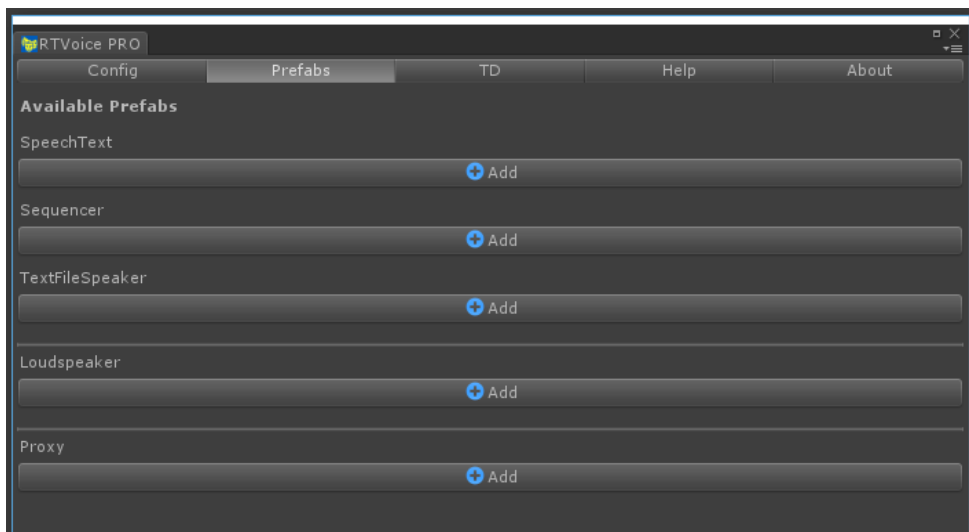 RTVoice PRO
Config Prefabs TD Help About
Available Prefabs
SpeechText
Add
Sequencer
Add
TextFileSpeaker
Add
Loudspeaker
Add
Proxy
Add